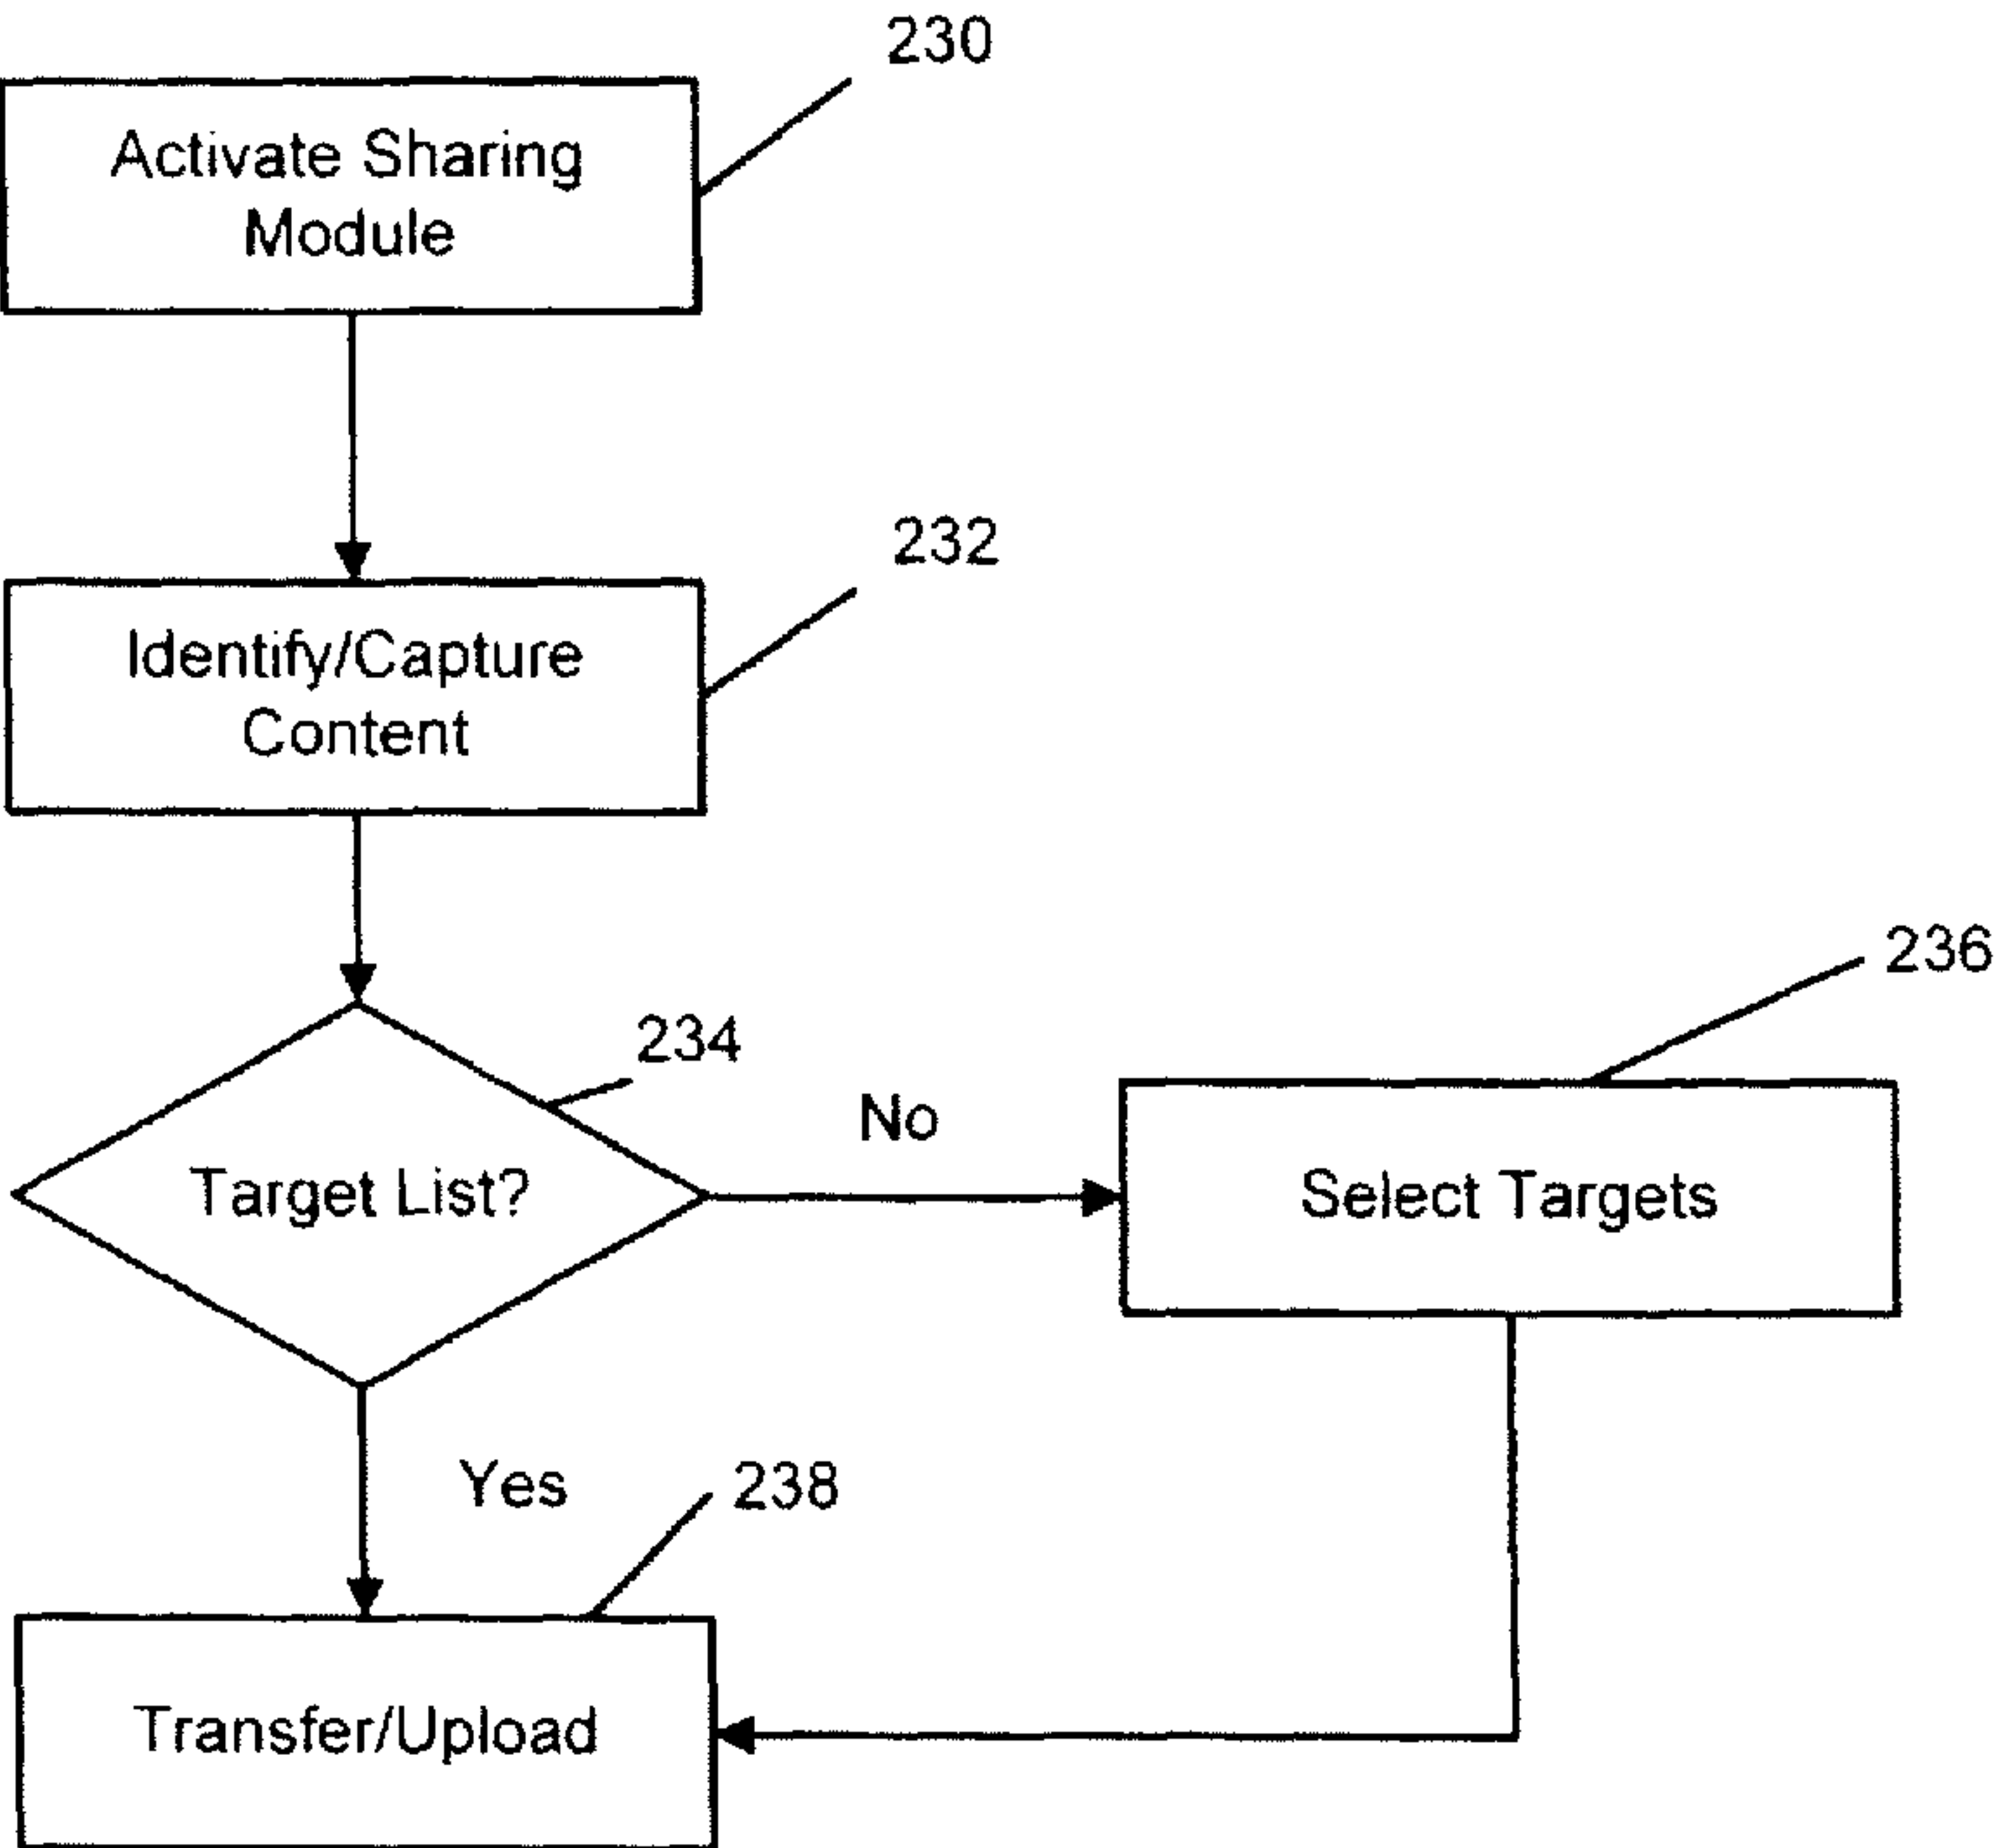 230
Activate Sharing
Module
232
Identify/Capture
Content
236
234
No
Target List?
Select Targets
Yes
238
Transfer/Upload